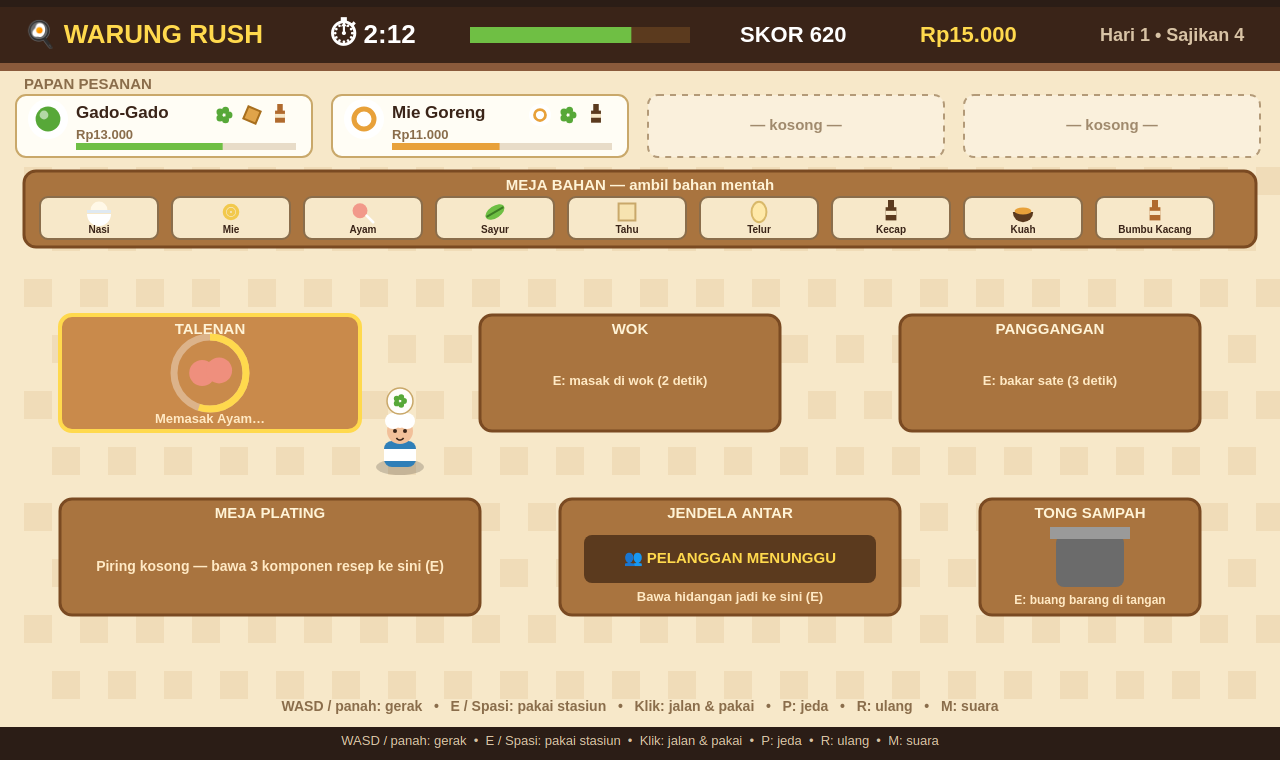 WARUNG RUSH
2:12
SKOR 620
Rp15.000
Hari 1 • Sajikan 4
PAPAN PESANAN
Gado-Gado
Rp13.000
Mie Goreng
Rp11.000
— kosong —
— kosong —
MEJA BAHAN — ambil bahan mentah
Nasi
Mie
Ayam
Sayur
Tahu
Telur
Kecap
Kuah
Bumbu Kacang
TALENAN
Memasak Ayam…
WOK
E: masak di wok (2 detik)
PANGGANGAN
E: bakar sate (3 detik)
MEJA PLATING
Piring kosong — bawa 3 komponen resep ke sini (E)
JENDELA ANTAR
👥 PELANGGAN MENUNGGU
Bawa hidangan jadi ke sini (E)
TONG SAMPAH
E: buang barang di tangan
WASD / panah: gerak • E / Spasi: pakai stasiun • Klik: jalan & pakai • P: jeda • R: ulang • M: suara
WASD / panah: gerak • E / Spasi: pakai stasiun • Klik: jalan & pakai • P: jeda • R: ulang • M: suara